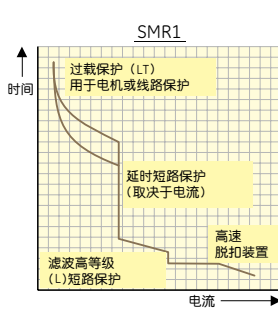 SMR1
时间
过载保护（LT）
用于电机或线路保护
延时短路保护
（取决于电流）
高速
脱扣装置
滤波高等级
(L)短路保护
电流